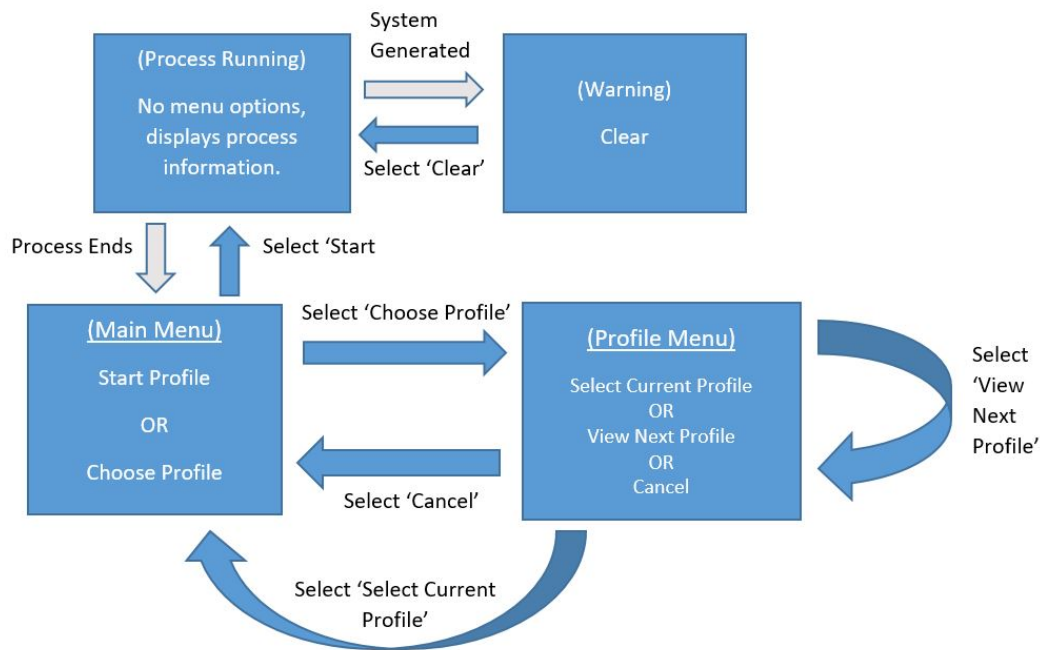 System
Generated
(Process Running)
No menu options,
displays process
information.
(Warning)
Clear
Select ‘Clear’
Process Ends
Select ‘Start
(Main Menu)
Start Profile
OR
Choose Profile
Select ‘Choose Profile’
(Profile Menu)
Select Current Profile
OR
View Next Profile
OR
Cancel
Select
‘View
Next
Profile’
Select ‘Cancel’
Select ‘Select Current
Profile’